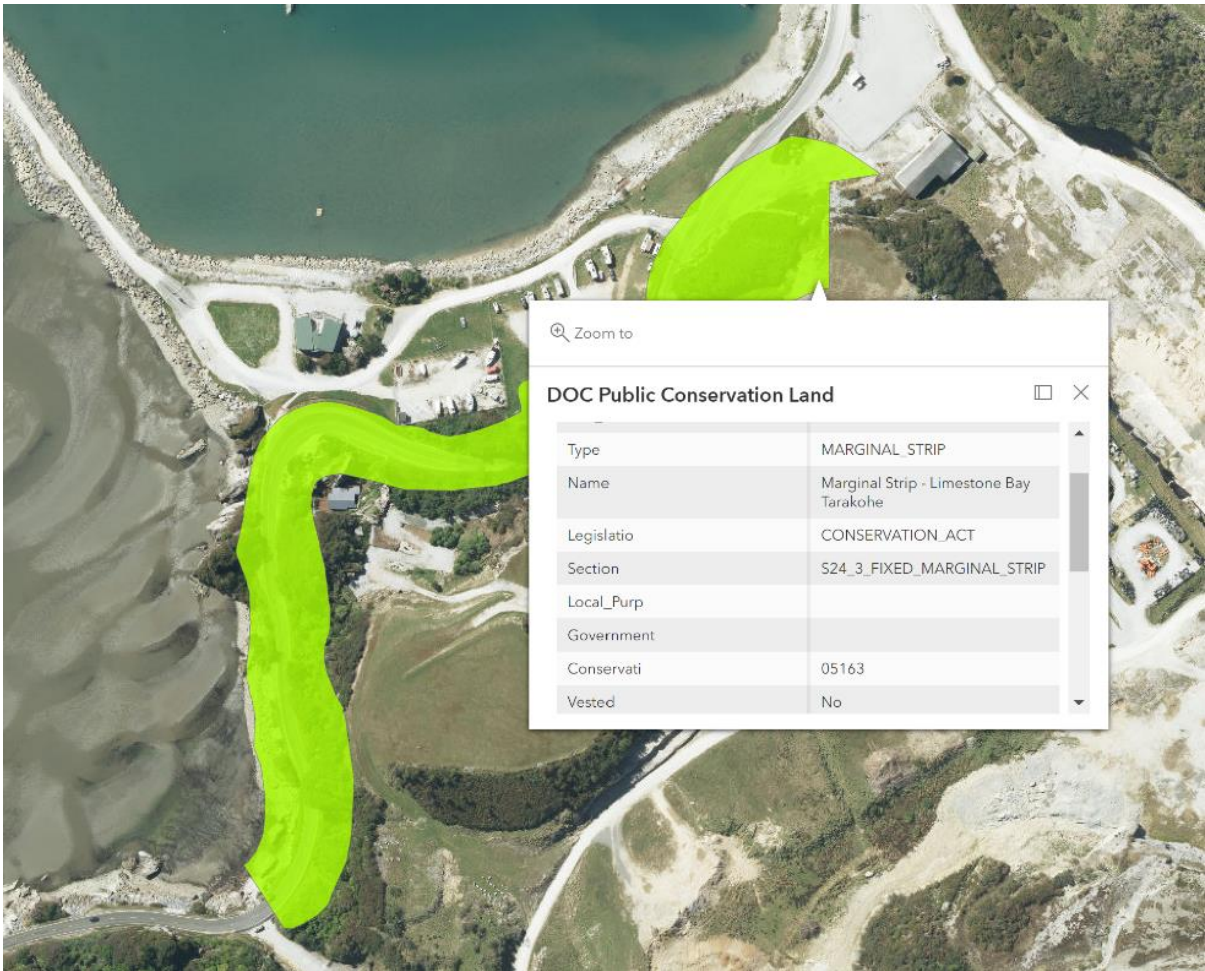 Zoom to
DOC Public Conservation Land
Type MARGINAL_STRIP
Name Marginal Strip - Limestone Bay
Tarakohe
Legislatio CONSERVATION_ACT
Section S24_3_FIXED_MARGINAL_STRIP
Local_Purp
Government
Conservati 05163
Vested No